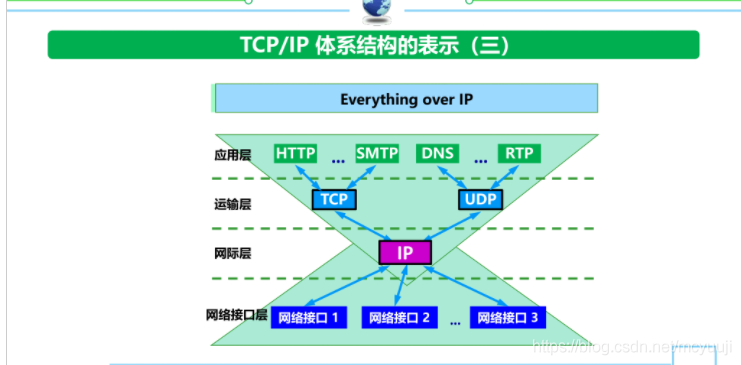 TCP/IP 体系结构的表示（三）
Everything over IP
应用层 HTTP ... SMTP DNS ... RTP
运输层 TCP UDP
网际层 IP
网络接口层 网络接口 1 网络接口 2 ... 网络接口 3
https://blog.csdn.net/mcyuuji